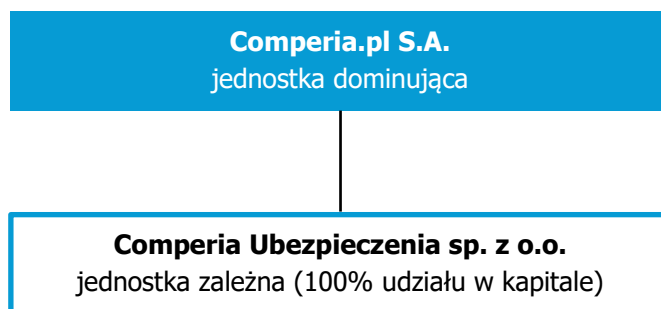 Comperia.pl S.A.
jednostka dominująca
Comperia Ubezpieczenia sp. z o.o.
jednostka zależna (100% udziału w kapitale)